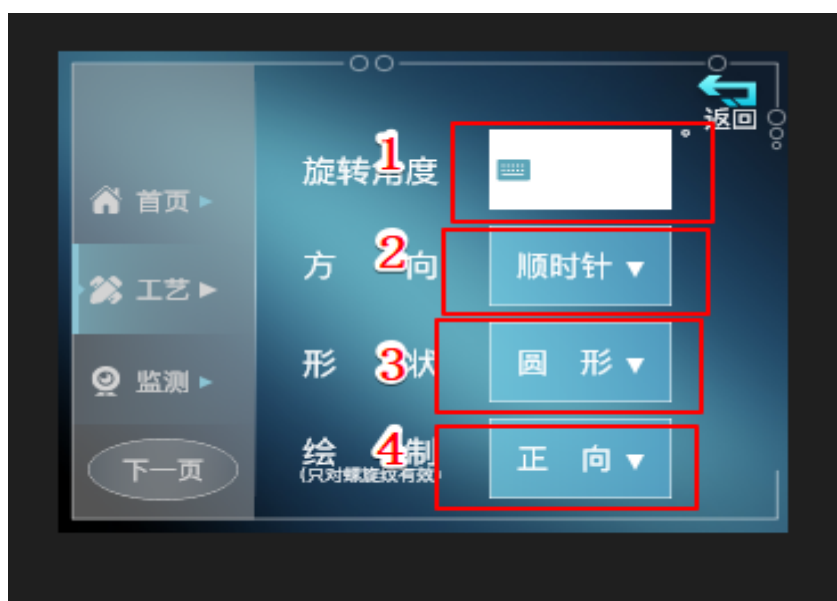 返回
1
旋转角度
°
首页
2
方 向
顺时针 ▼
工艺
3
形 状
圆 形 ▼
监测
4
绘 制
(只对螺旋纹有效)
正 向 ▼
下一页